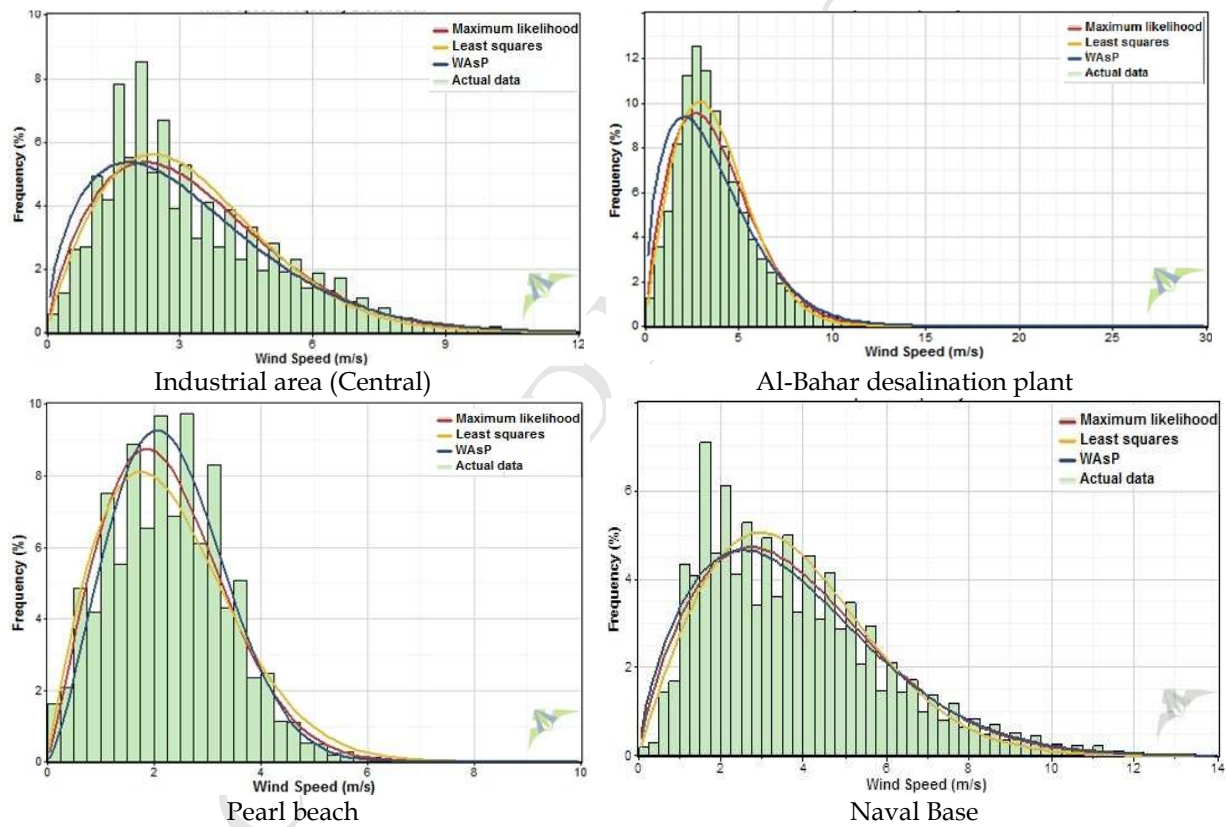 10
8
6
4
2
0
Frequency (%)
Maximum likelihood
Least squares
WAsP
Actual data
0 3 6 9 12
Wind Speed (m/s)
Industrial area (Central)
12
10
8
6
4
2
0
Frequency (%)
Maximum likelihood
Least squares
WAsP
Actual data
0 5 10 15 20 25 30
Wind Speed (m/s)
Al-Bahar desalination plant
10
8
6
4
2
0
Frequency (%)
Maximum likelihood
Least squares
WAsP
Actual data
0 2 4 6 8 10
Wind Speed (m/s)
Pearl beach
6
4
2
0
Frequency (%)
Maximum likelihood
Least squares
WAsP
Actual data
0 2 4 6 8 10 12 14
Wind Speed (m/s)
Naval Base